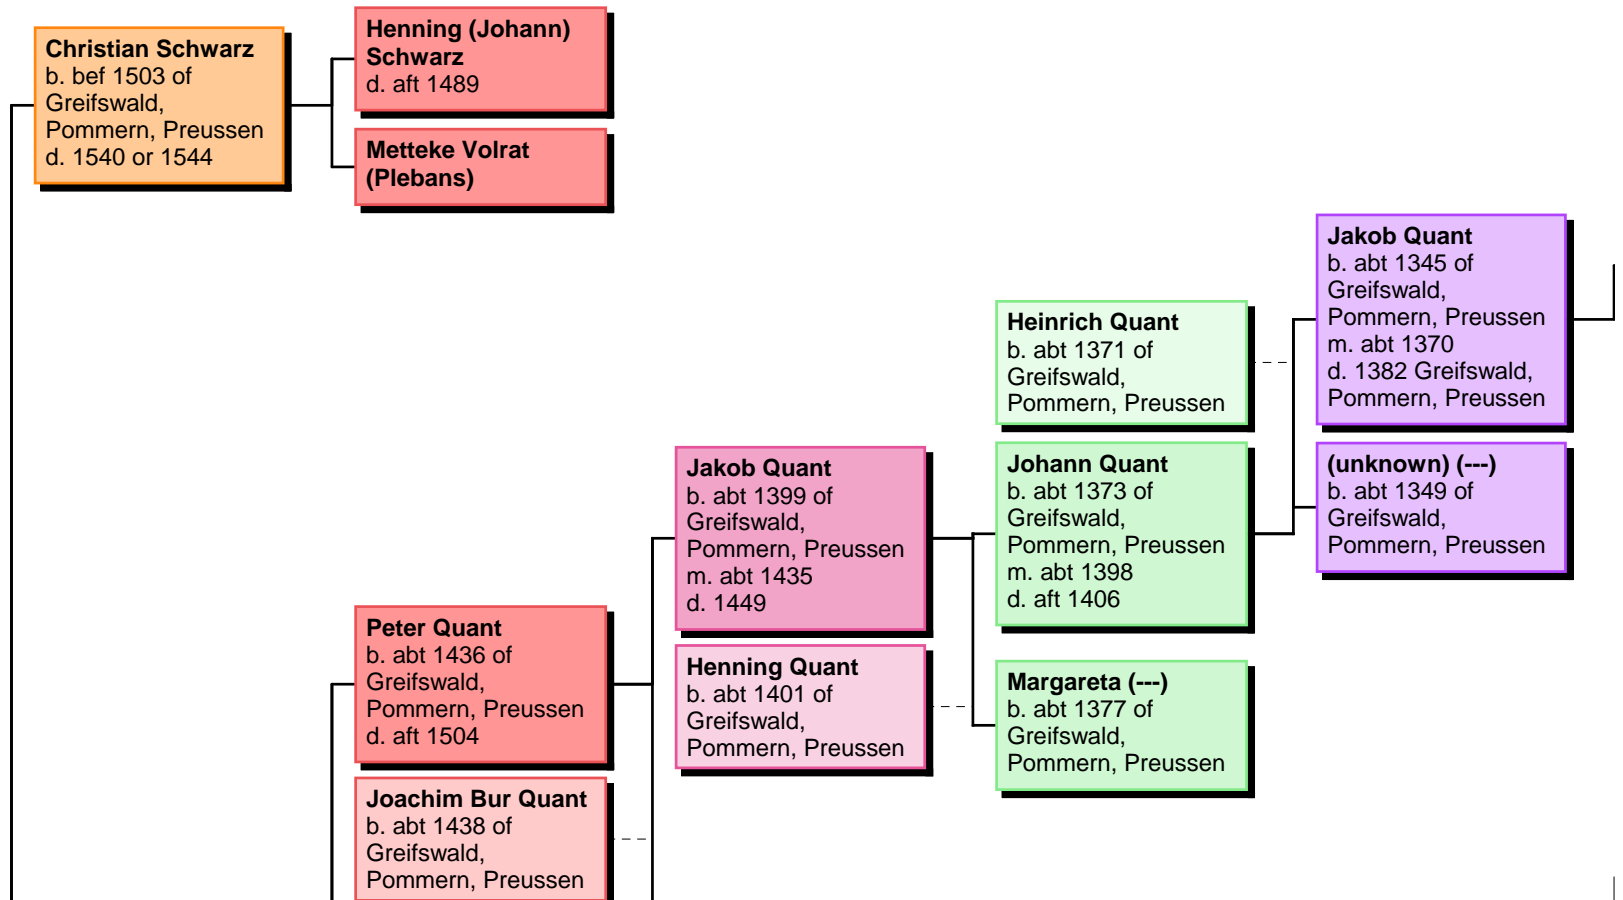 Christian Schwarz
b. bef 1503 of
Greifswald,
Pommern, Preussen
d. 1540 or 1544
Henning (Johann)
Schwarz
d. aft 1489
Metteke Volrat
(Plebans)
Jakob Quant
b. abt 1345 of
Greifswald,
Pommern, Preussen
m. abt 1370
d. 1382 Greifswald,
Pommern, Preussen
Heinrich Quant
b. abt 1371 of
Greifswald,
Pommern, Preussen
(unknown) (---)
b. abt 1349 of
Greifswald,
Pommern, Preussen
Johann Quant
b. abt 1373 of
Greifswald,
Pommern, Preussen
m. abt 1398
d. aft 1406
Jakob Quant
b. abt 1399 of
Greifswald,
Pommern, Preussen
m. abt 1435
d. 1449
Peter Quant
b. abt 1436 of
Greifswald,
Pommern, Preussen
d. aft 1504
Henning Quant
b. abt 1401 of
Greifswald,
Pommern, Preussen
Margareta (---)
b. abt 1377 of
Greifswald,
Pommern, Preussen
Joachim Bur Quant
b. abt 1438 of
Greifswald,
Pommern, Preussen